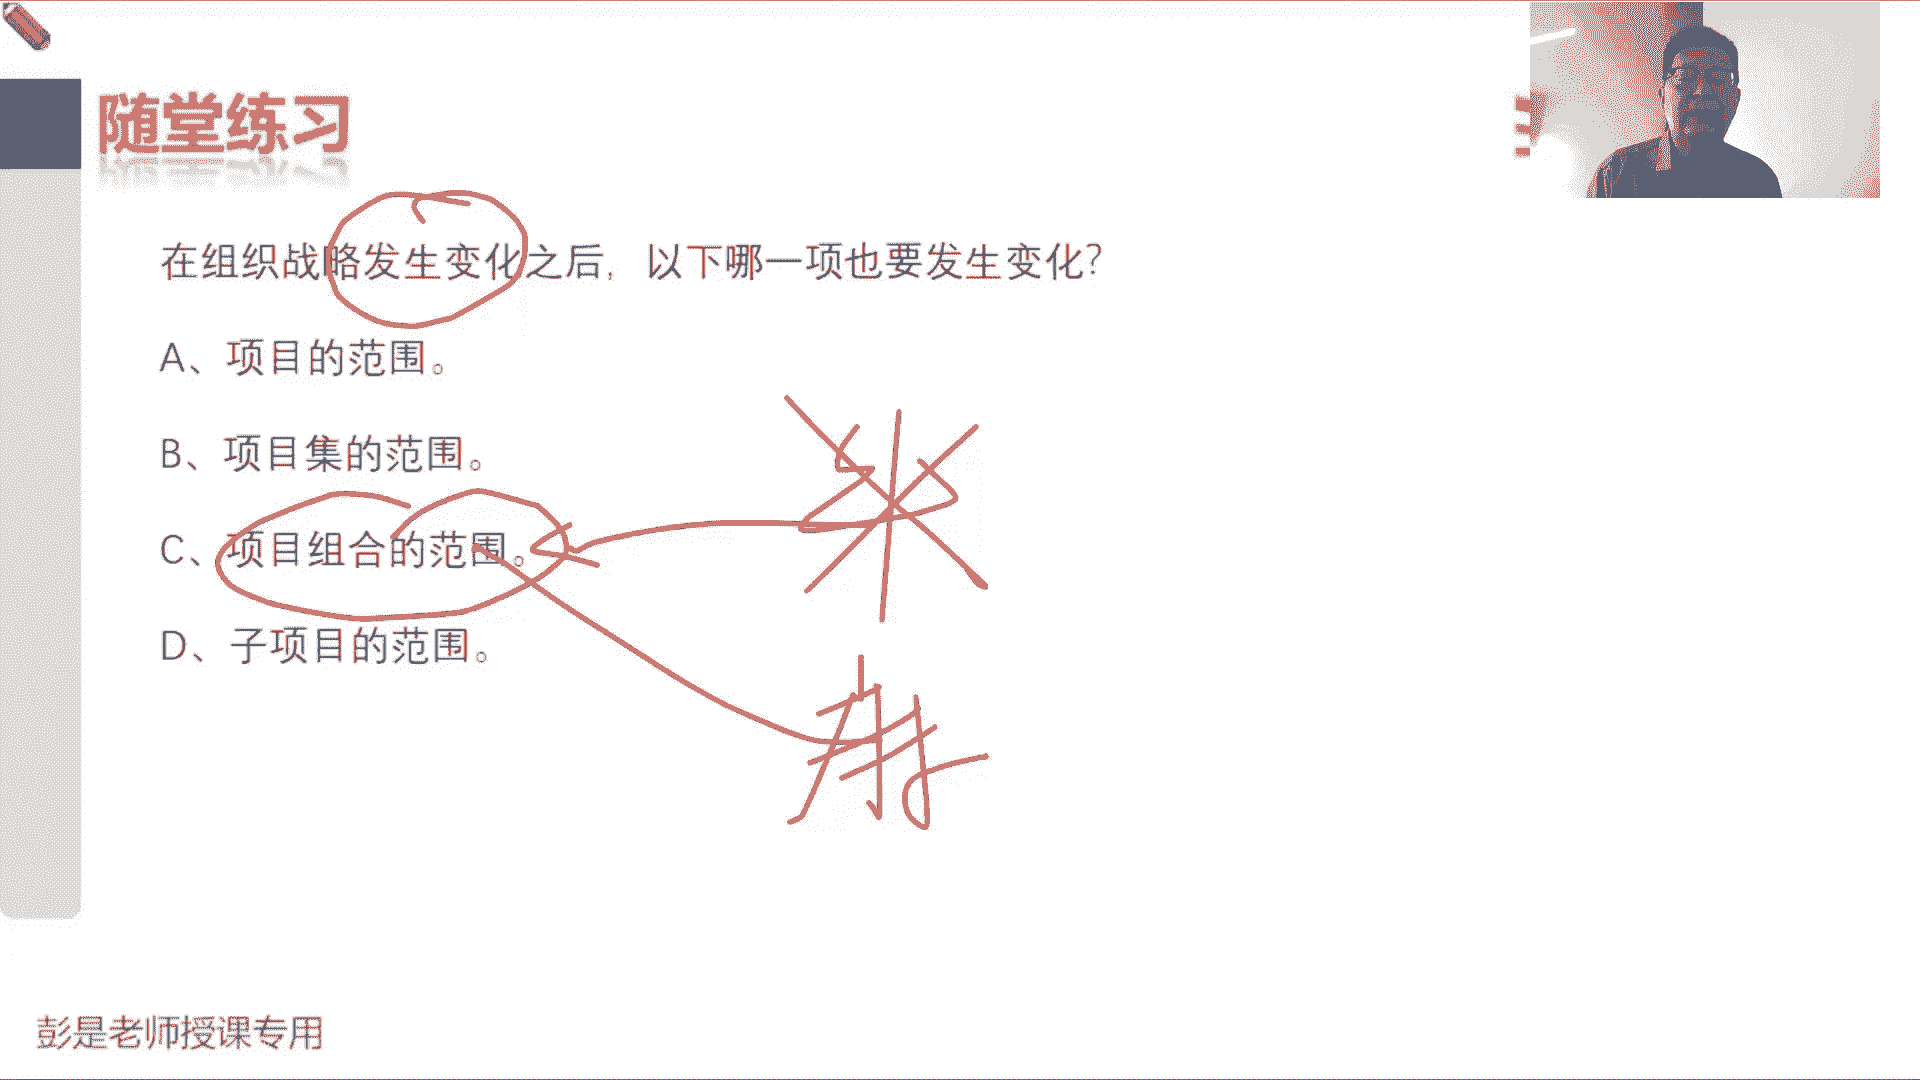 随堂练习
在组织战略发生变化之后，以下哪一项也要发生变化?
A、项目的范围。
B、项目集的范围。
C、项目组合的范围。
D、子项目的范围。
彭是老师授课专用